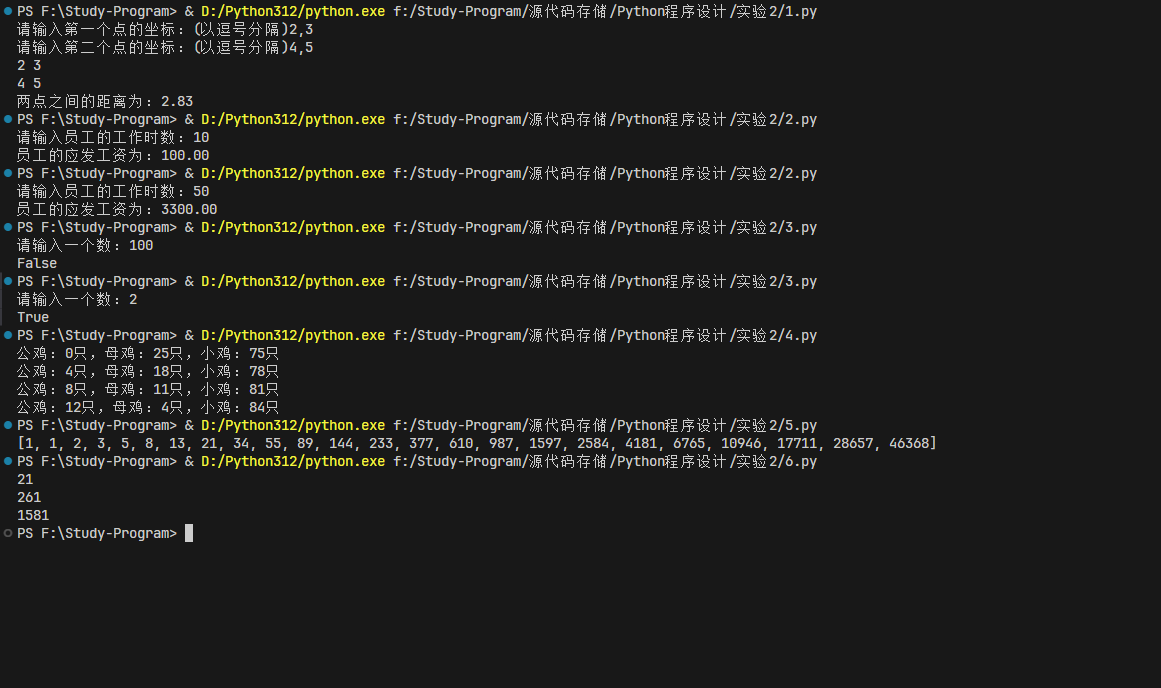 PS F:\Study-Program> & D:/Python312/python.exe f:/Study-Program/源代码存储/Python程序设计/实验2/1.py
请输入第一个点的坐标：(以逗号分隔)2,3
请输入第二个点的坐标：(以逗号分隔)4,5
2 3
4 5
两点之间的距离为：2.83
PS F:\Study-Program> & D:/Python312/python.exe f:/Study-Program/源代码存储/Python程序设计/实验2/2.py
请输入员工的工作时数：10
员工的应发工资为：100.00
PS F:\Study-Program> & D:/Python312/python.exe f:/Study-Program/源代码存储/Python程序设计/实验2/2.py
请输入员工的工作时数：50
员工的应发工资为：3300.00
PS F:\Study-Program> & D:/Python312/python.exe f:/Study-Program/源代码存储/Python程序设计/实验2/3.py
请输入一个数：100
False
PS F:\Study-Program> & D:/Python312/python.exe f:/Study-Program/源代码存储/Python程序设计/实验2/3.py
请输入一个数：2
True
PS F:\Study-Program> & D:/Python312/python.exe f:/Study-Program/源代码存储/Python程序设计/实验2/4.py
公鸡：0只，母鸡：25只，小鸡：75只
公鸡：4只，母鸡：18只，小鸡：78只
公鸡：8只，母鸡：11只，小鸡：81只
公鸡：12只，母鸡：4只，小鸡：84只
PS F:\Study-Program> & D:/Python312/python.exe f:/Study-Program/源代码存储/Python程序设计/实验2/5.py
[1, 1, 2, 3, 5, 8, 13, 21, 34, 55, 89, 144, 233, 377, 610, 987, 1597, 2584, 4181, 6765, 10946, 17711, 28657, 46368]
PS F:\Study-Program> & D:/Python312/python.exe f:/Study-Program/源代码存储/Python程序设计/实验2/6.py
21
261
1581
PS F:\Study-Program>